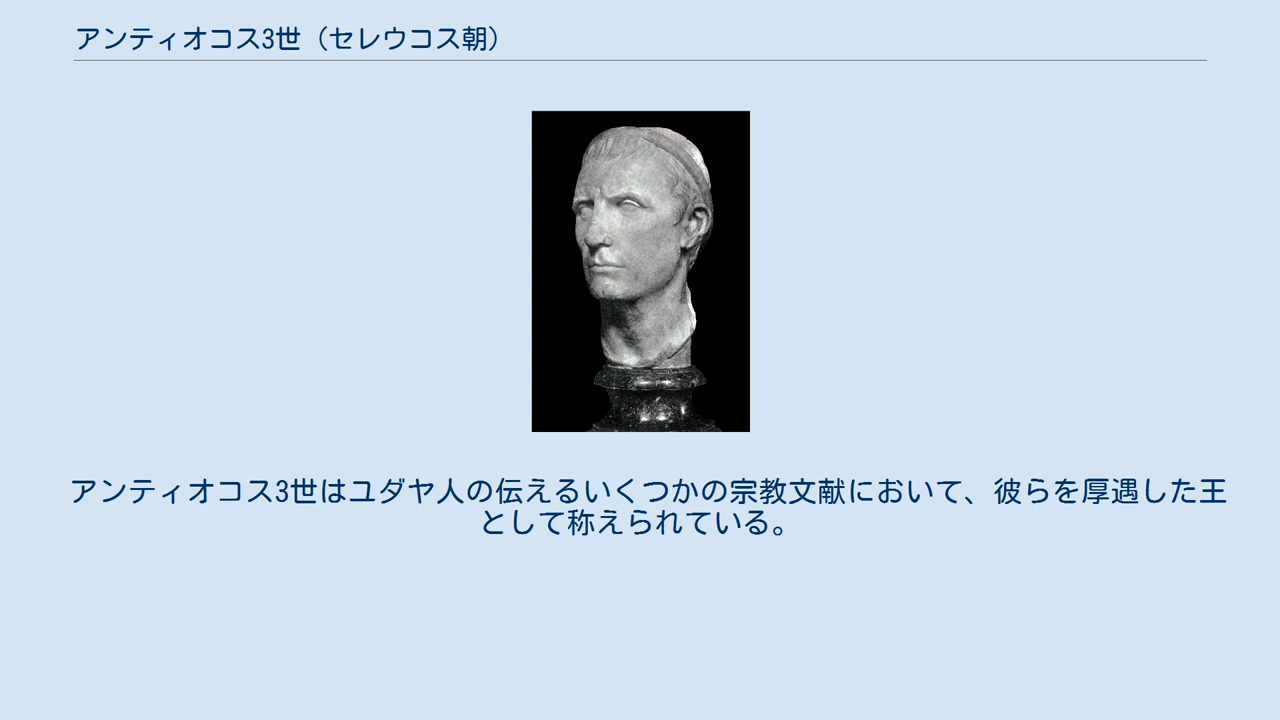 アンティオコス3世（セレウコス朝）
アンティオコス3世はユダヤ人の伝えるいくつかの宗教文献において、彼らを厚遇した王
として称えられている。